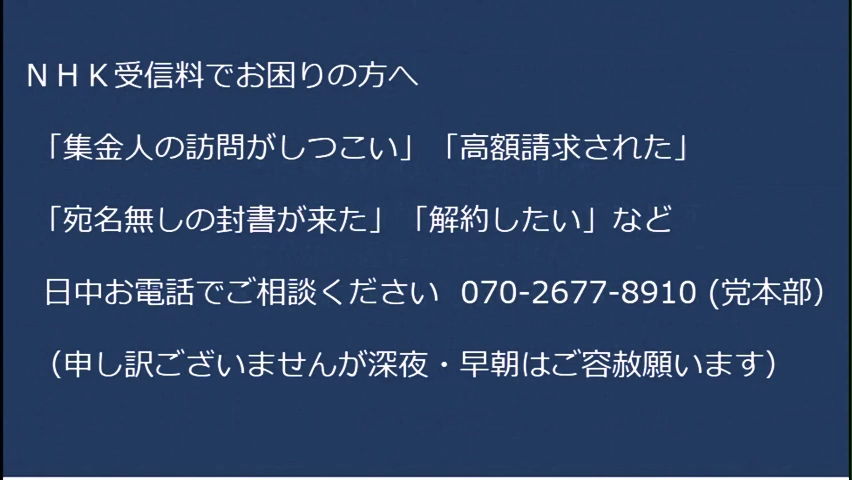 ＮＨＫ受信料でお困りの方へ
「集金人の訪問がしつこい」「高額請求された」
「宛名無しの封書が来た」「解約したい」など
日中お電話でご相談ください 070-2677-8910 (党本部）
（申し訳ございませんが深夜・早朝はご容赦願います）